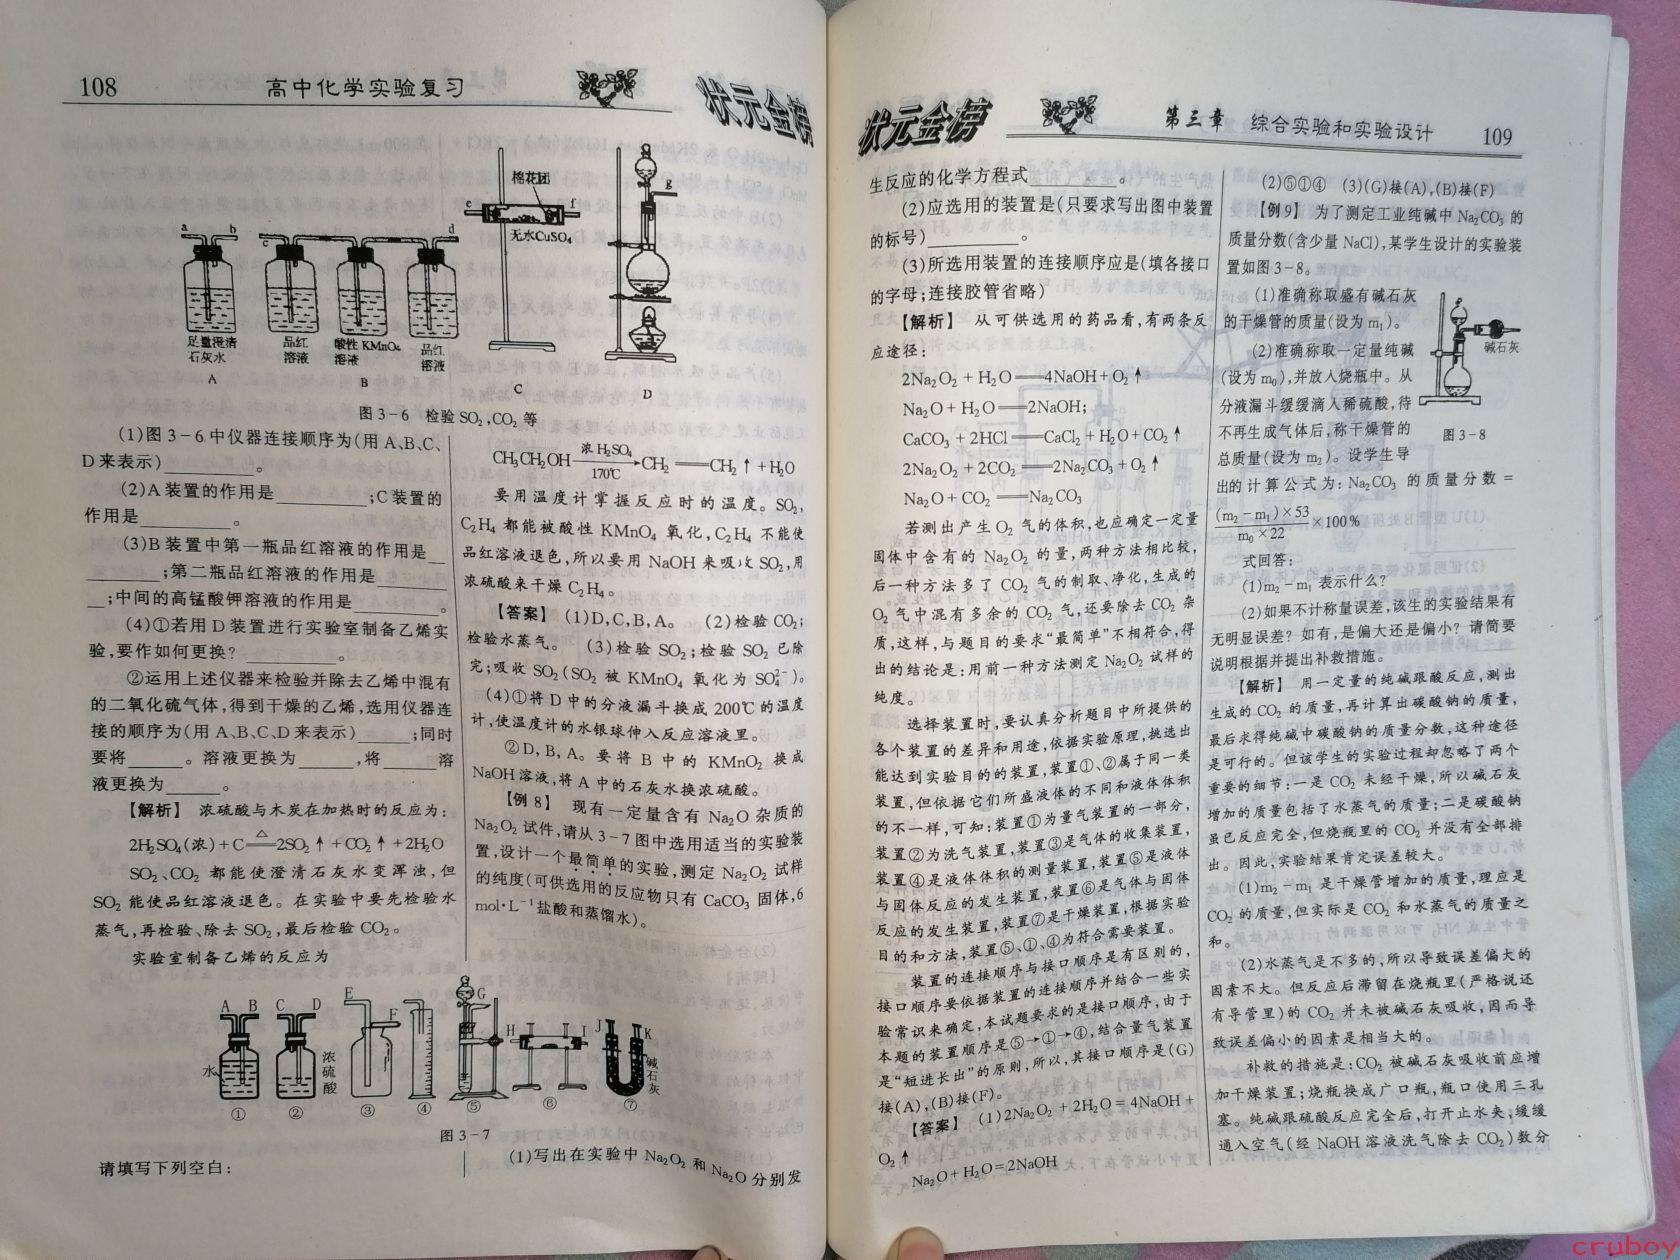 108
高中化学实验复习
状元金榜
棉花团
e
f
无水CuSO₄
g
a
b
c
d
足量澄清
石灰水
品红
溶液
酸性 KMnO₄
溶液
品红
溶液
A
B
C
D
图 3-6 检验 SO₂,CO₂ 等
(1)图 3-6 中仪器连接顺序为(用 A、B、C、
D 来表示)________。
(2)A 装置的作用是________;C 装置的
作用是________。
(3)B 装置中第一瓶品红溶液的作用是__
________;第二瓶品红溶液的作用是________
__;中间的高锰酸钾溶液的作用是________。
(4)①若用 D 装置进行实验室制备乙烯实
验,要作如何更换? ________。
②运用上述仪器来检验并除去乙烯中混有
的二氧化硫气体,得到干燥的乙烯,选用仪器连
接的顺序为(用 A、B、C、D 来表示)_____;同时
要将_____。溶液更换为_____,将_____溶
液更换为_____。
【解析】 浓硫酸与木炭在加热时的反应为:
2H₂SO₄(浓)+C══△══2SO₂↑+CO₂↑+2H₂O
SO₂、CO₂ 都能使澄清石灰水变浑浊,但
SO₂ 能使品红溶液退色。在实验中要先检验水
蒸气,再检验、除去 SO₂,最后检验 CO₂。
实验室制备乙烯的反应为
浓 H₂SO₄
CH₃CH₂OH ——→ CH₂══CH₂↑+H₂O
170℃
要用温度计掌握反应时的温度。SO₂,
C₂H₄ 都能被酸性 KMnO₄ 氧化,C₂H₄ 不能使
品红溶液退色,所以要用 NaOH 来吸收 SO₂,用
浓硫酸来干燥 C₂H₄。
【答案】 (1)D,C,B,A。 (2)检验 CO₂;
检验水蒸气。 (3)检验 SO₂;检验 SO₂ 已除
完;吸收 SO₂(SO₂ 被 KMnO₄ 氧化为 SO₄²⁻)。
(4)①将 D 中的分液漏斗换成 200℃ 的温度
计,使温度计的水银球伸入反应溶液里。
②D,B,A。要将 B 中的 KMnO₂ 换成
NaOH 溶液,将 A 中的石灰水换浓硫酸。
【例 8】 现有一定量含有 Na₂O 杂质的
Na₂O₂ 试件,请从 3-7 图中选用适当的实验装
置,设计一个最简单的实验,测定 Na₂O₂ 试样
的纯度(可供选用的反应物只有 CaCO₃ 固体,6
mol·L⁻¹ 盐酸和蒸馏水)。
A B C D E F G H I J K
水
浓硫酸
碱石灰
① ② ③ ④ ⑤ ⑥ ⑦
图 3-7
请填写下列空白:
(1)写出在实验中 Na₂O₂ 和 Na₂O 分别发
状元金榜
第三章 综合实验和实验设计
109
生反应的化学方程式________。
(2)应选用的装置是(只要求写出图中装置
的标号)________。
(3)所选用装置的连接顺序应是(填各接口
的字母;连接胶管省略)
【解析】 从可供选用的药品看,有两条反
应途径:
2Na₂O₂+H₂O══4NaOH+O₂↑
Na₂O+H₂O══2NaOH;
CaCO₃+2HCl══CaCl₂+H₂O+CO₂↑
2Na₂O₂+2CO₂══2Na₂CO₃+O₂↑
Na₂O+CO₂══Na₂CO₃
若测出产生 O₂ 气的体积,也应确定一定量
固体中含有的 Na₂O₂ 的量,两种方法相比较,
后一种方法多了 CO₂ 气的制取、净化,生成的
O₂ 气中混有多余的 CO₂ 气,还要除去 CO₂ 杂
质,这样,与题目的要求“最简单”不相符合,得
出的结论是:用前一种方法测定 Na₂O₂ 试样的
纯度。
选择装置时,要认真分析题目中所提供的
各个装置的差异和用途,依据实验原理,挑选出
能达到实验目的的装置,装置①、②属于同一类
装置,但依据它们所盛液体的不同和液体体积
的不一样,可知:装置①为量气装置的一部分,
装置②为洗气装置,装置③是气体的收集装置,
装置④是液体体积的测量装置,装置⑤是液体
与固体反应的发生装置,装置⑥是气体与固体
反应的发生装置,装置⑦是干燥装置,根据实验
目的和方法,装置⑤、①、④为符合需要装置。
装置的连接顺序与接口顺序是有区别的,
接口顺序要依据装置的连接顺序并结合一些实
验常识来确定,本试题要求的是接口顺序,由于
本题的装置顺序是⑤→①→④,结合量气装置
是“短进长出”的原则,所以,其接口顺序是(G)
接(A),(B)接(F)。
【答案】 (1)2Na₂O₂+2H₂O=4NaOH+
O₂↑
Na₂O+H₂O=2NaOH
(2)⑤①④ (3)(G)接(A),(B)接(F)
【例 9】 为了测定工业纯碱中 Na₂CO₃ 的
质量分数(含少量 NaCl),某学生设计的实验装
置如图 3-8。
(1)准确称取盛有碱石灰
的干燥管的质量(设为 m₁)。
(2)准确称取一定量纯碱
(设为 m₀),并放入烧瓶中。从
分液漏斗缓缓滴入稀硫酸,待
不再生成气体后,称干燥管的
总质量(设为 m₂)。设学生导
碱石灰
图 3-8
出的计算公式为:Na₂CO₃ 的质量分数=
(m₂-m₁)×53/m₀×22 ×100%
式回答:
(1)m₂-m₁ 表示什么?
(2)如果不计称量误差,该生的实验结果有
无明显误差?如有,是偏大还是偏小?请简要
说明根据并提出补救措施。
【解析】 用一定量的纯碱跟酸反应,测出
生成的 CO₂ 的质量,再计算出碳酸钠的质量,
最后求得纯碱中碳酸钠的质量分数,这种途径
是可行的。但该学生的实验过程却忽略了两个
重要的细节:一是 CO₂ 未经干燥,所以碱石灰
增加的质量包括了水蒸气的质量;二是碳酸钠
虽已反应完全,但烧瓶里的 CO₂ 并没有全部排
出。因此,实验结果肯定误差较大。
(1)m₂-m₁ 是干燥管增加的质量,理应是
CO₂ 的质量,但实际是 CO₂ 和水蒸气的质量之
和。
(2)水蒸气是不多的,所以导致误差偏大的
因素不大。但反应后滞留在烧瓶里(严格说还
有导管里)的 CO₂ 并未被碱石灰吸收,因而导
致误差偏小的因素是相当大的。
补救的措施是:CO₂ 被碱石灰吸收前应增
加干燥装置;烧瓶换成广口瓶,瓶口使用三孔
塞。纯碱跟硫酸反应完全后,打开止水夹,缓缓
通入空气(经 NaOH 溶液洗气除去 CO₂)数分
cruboy